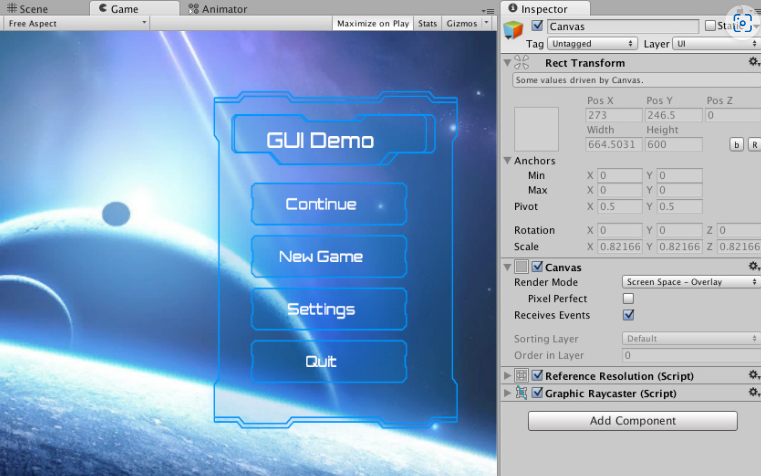 Scene Game Animator
Free Aspect Maximize on Play Stats Gizmos
GUI Demo
Continue
New Game
Settings
Quit
Inspector
Canvas
Tag Untagged Layer UI
Rect Transform
Some values driven by Canvas.
Pos X Pos Y Pos Z
273 246.5 0
Width Height
664.5031 600 b R
Anchors
Min X 0 Y 0
Max X 0 Y 0
Pivot X 0.5 Y 0.5
Rotation X 0 Y 0 Z 0
Scale X 0.82166 Y 0.82166 Z 0.82166
Canvas
Render Mode Screen Space - Overlay
Pixel Perfect
Receives Events
Sorting Layer Default
Order in Layer 0
Reference Resolution (Script)
Graphic Raycaster (Script)
Add Component